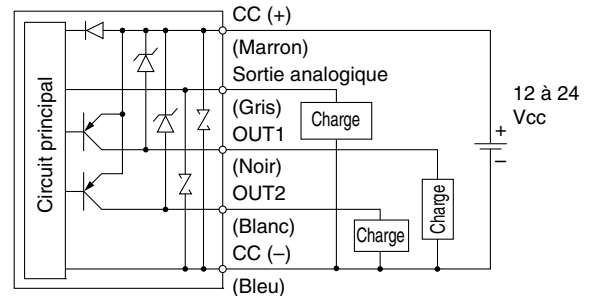 CC (+)
(Marron)
Sortie analogique
(Gris)
OUT1
(Noir)
OUT2
(Blanc)
CC (–)
(Bleu)
Circuit principal
Charge
Charge
Charge
12 à 24
Vcc
+
–